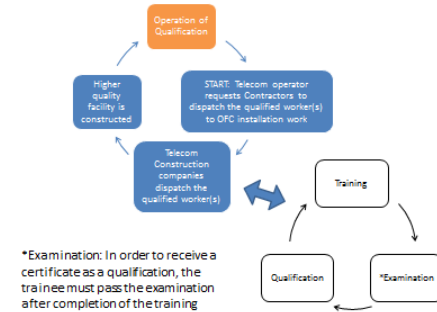 Operation of
Qualification
Higher
quality
facility is
constructed
START: Telecom operator
requests Contractors to
dispatch the qualified worker(s)
to OFC installation work
Telecom
Construction
companies
dispatch the
qualified worker(s)
Training
Qualification
*Examination
*Examination: In order to receive a
certificate as a qualification, the
trainee must pass the examination
after completion of the training